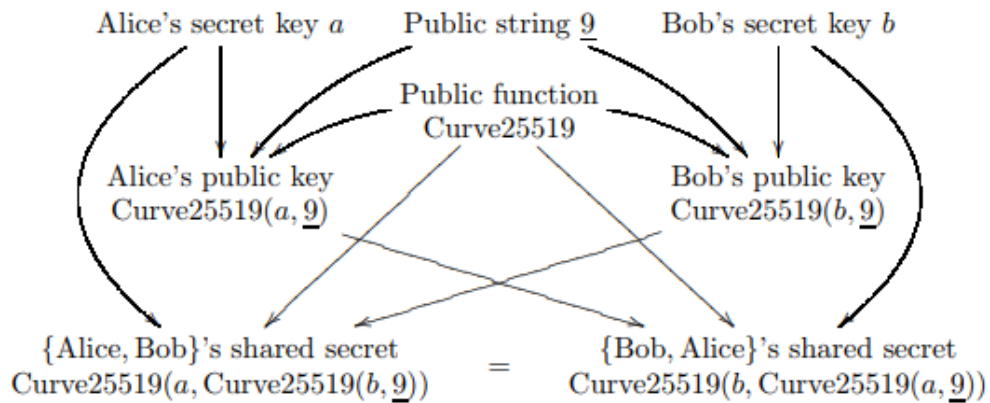 Alice's secret key a
Public string 9
Bob's secret key b
Public function
Curve25519
Alice's public key
Curve25519(a, 9)
Bob's public key
Curve25519(b, 9)
{Alice, Bob}'s shared secret
Curve25519(a, Curve25519(b, 9))
=
{Bob, Alice}'s shared secret
Curve25519(b, Curve25519(a, 9))